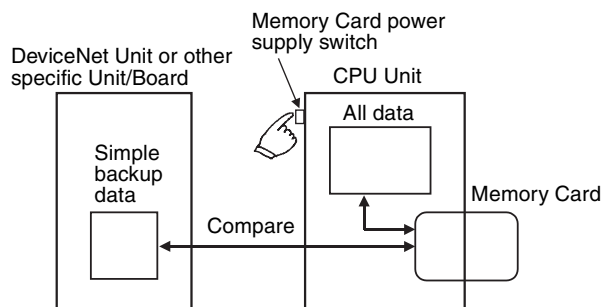 Memory Card power
supply switch
DeviceNet Unit or other
specific Unit/Board
CPU Unit
All data
Simple
backup
data
Memory Card
Compare